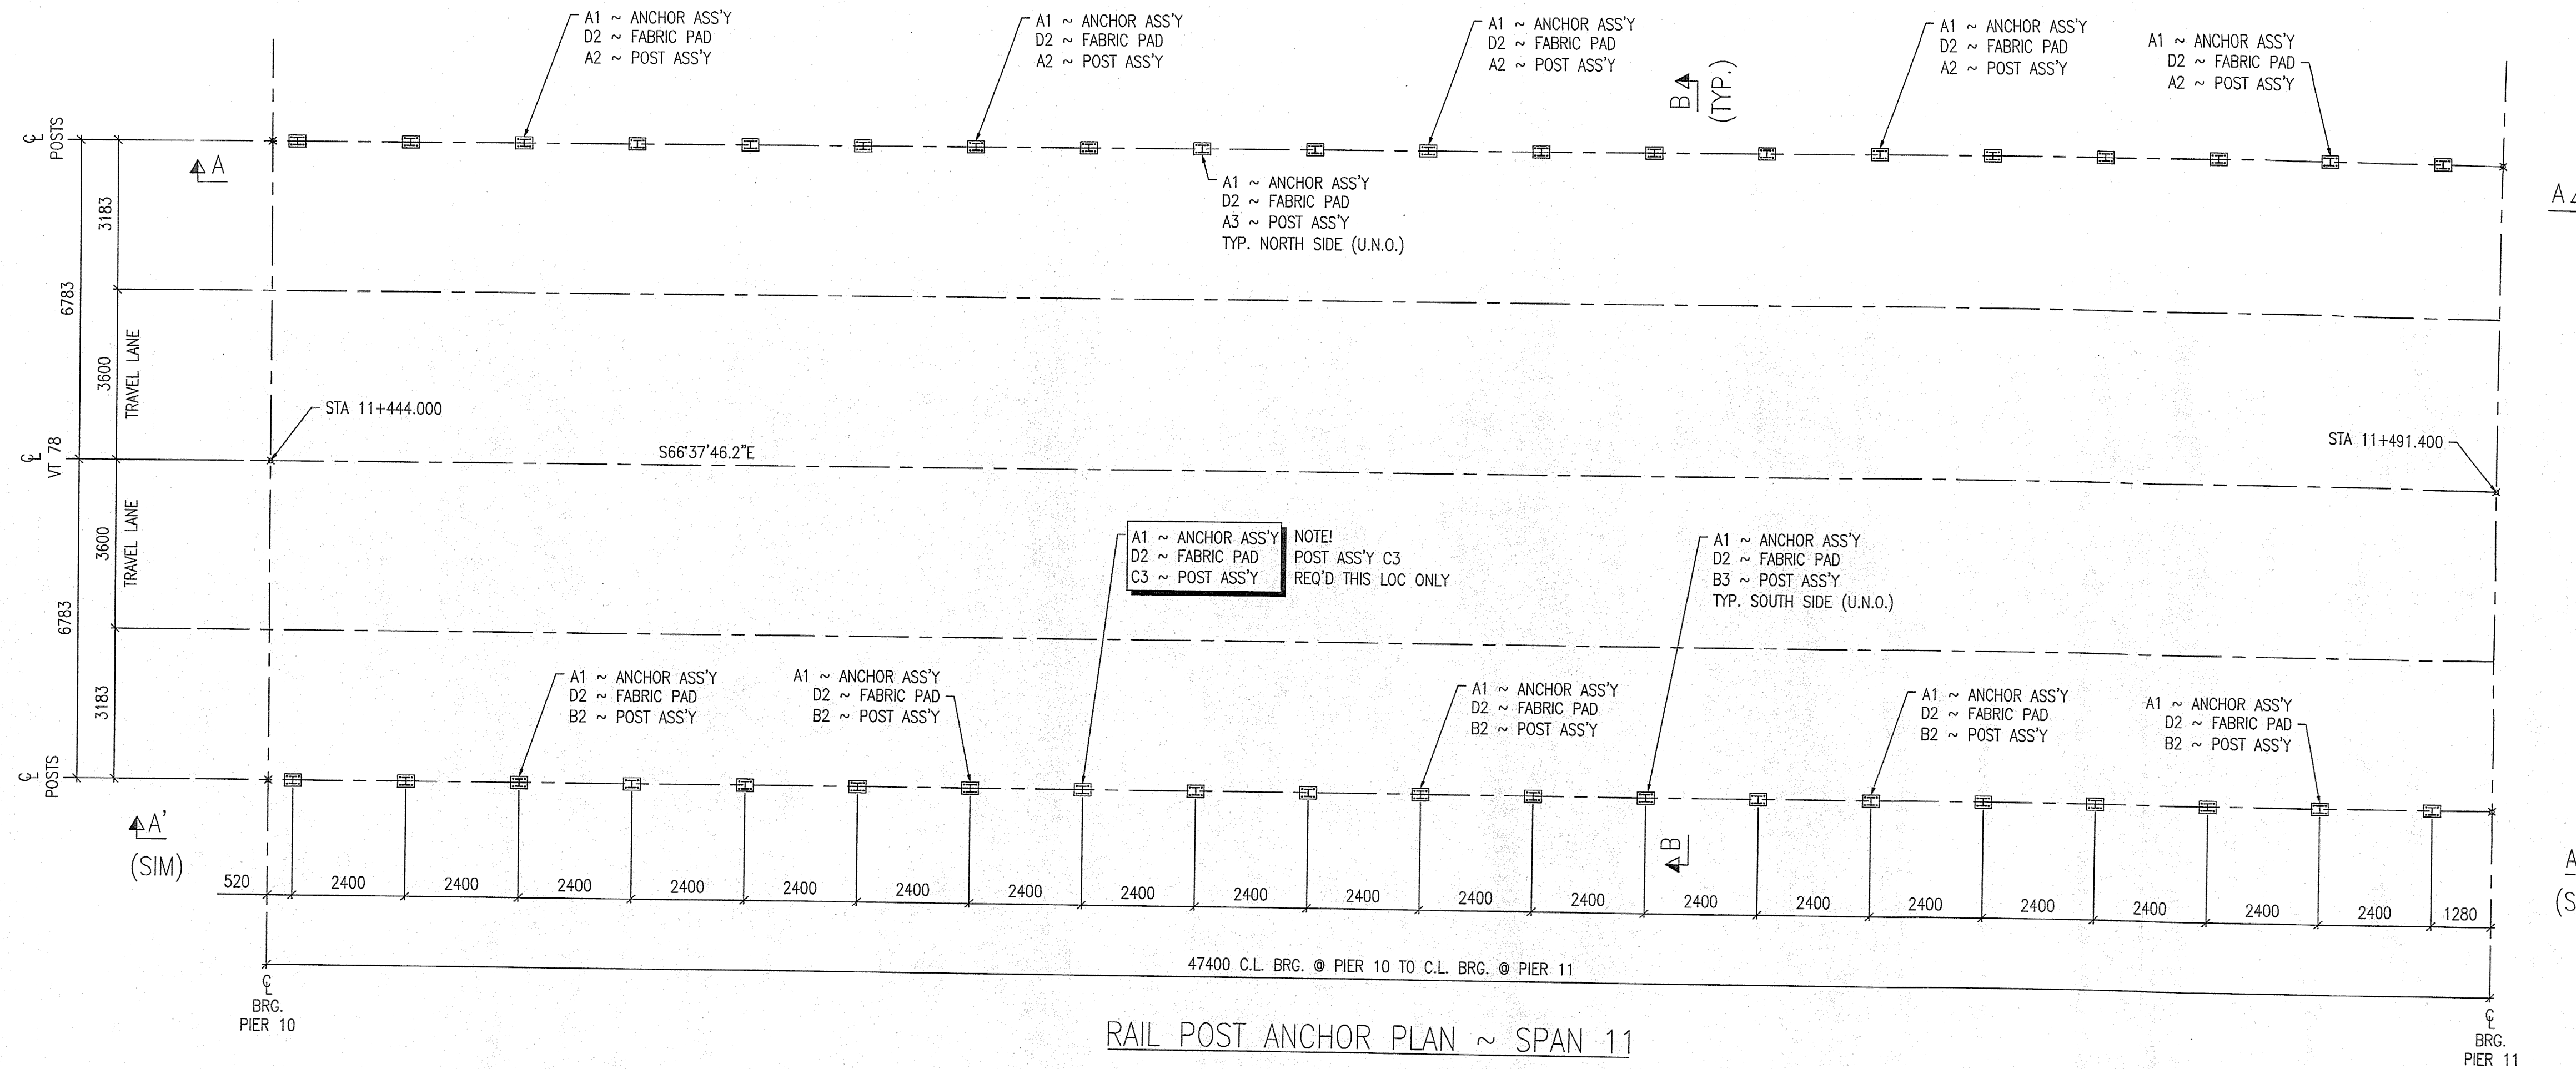 A1 ~ ANCHOR ASS'Y
D2 ~ FABRIC PAD
A2 ~ POST ASS'Y
A1 ~ ANCHOR ASS'Y
D2 ~ FABRIC PAD
A2 ~ POST ASS'Y
A1 ~ ANCHOR ASS'Y
D2 ~ FABRIC PAD
A2 ~ POST ASS'Y
B
(TYP.)
A1 ~ ANCHOR ASS'Y
D2 ~ FABRIC PAD
A2 ~ POST ASS'Y
A1 ~ ANCHOR ASS'Y
D2 ~ FABRIC PAD
A2 ~ POST ASS'Y
℄
POSTS
A
A
A1 ~ ANCHOR ASS'Y
D2 ~ FABRIC PAD
A3 ~ POST ASS'Y
TYP. NORTH SIDE (U.N.O.)
3183
6783
3600
TRAVEL LANE
STA 11+444.000
℄
VT 78
S66°37'46.2"E
STA 11+491.400
3600
TRAVEL LANE
6783
3183
A1 ~ ANCHOR ASS'Y
D2 ~ FABRIC PAD
C3 ~ POST ASS'Y
NOTE!
POST ASS'Y C3
REQ'D THIS LOC ONLY
A1 ~ ANCHOR ASS'Y
D2 ~ FABRIC PAD
B3 ~ POST ASS'Y
TYP. SOUTH SIDE (U.N.O.)
A1 ~ ANCHOR ASS'Y
D2 ~ FABRIC PAD
B2 ~ POST ASS'Y
A1 ~ ANCHOR ASS'Y
D2 ~ FABRIC PAD
B2 ~ POST ASS'Y
A1 ~ ANCHOR ASS'Y
D2 ~ FABRIC PAD
B2 ~ POST ASS'Y
A1 ~ ANCHOR ASS'Y
D2 ~ FABRIC PAD
B2 ~ POST ASS'Y
A1 ~ ANCHOR ASS'Y
D2 ~ FABRIC PAD
B2 ~ POST ASS'Y
℄
POSTS
A'
(SIM)
B
A
(S
520 2400 2400 2400 2400 2400 2400 2400 2400 2400 2400 2400 2400 2400 2400 2400 2400 2400 2400 2400 1280
47400 C.L. BRG. @ PIER 10 TO C.L. BRG. @ PIER 11
℄
BRG.
PIER 10
℄
BRG.
PIER 11
RAIL POST ANCHOR PLAN ~ SPAN 11